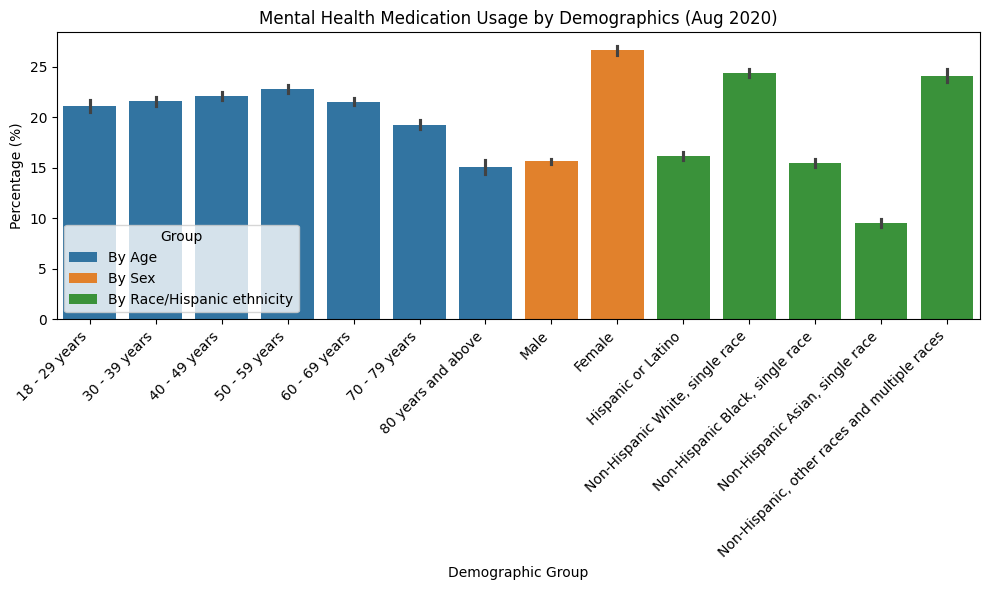 Mental Health Medication Usage by Demographics (Aug 2020)
Percentage (%)
25
20
15
10
5
0
Group
By Age
By Sex
By Race/Hispanic ethnicity
18 - 29 years
30 - 39 years
40 - 49 years
50 - 59 years
60 - 69 years
70 - 79 years
80 years and above
Male
Female
Hispanic or Latino
Non-Hispanic White, single race
Non-Hispanic Black, single race
Non-Hispanic Asian, single race
Non-Hispanic, other races and multiple races
Demographic Group